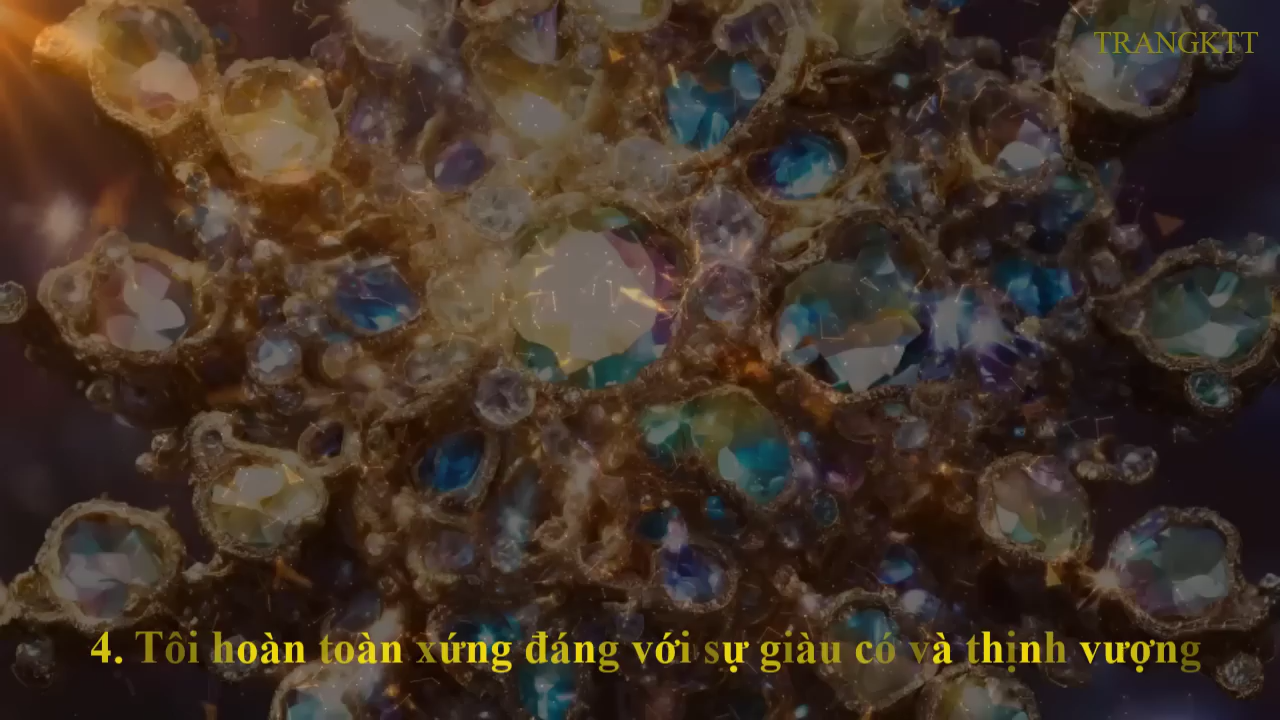 TRANGKTT
4. Tôi hoàn toàn xứng đáng với sự giàu có và thịnh vượng